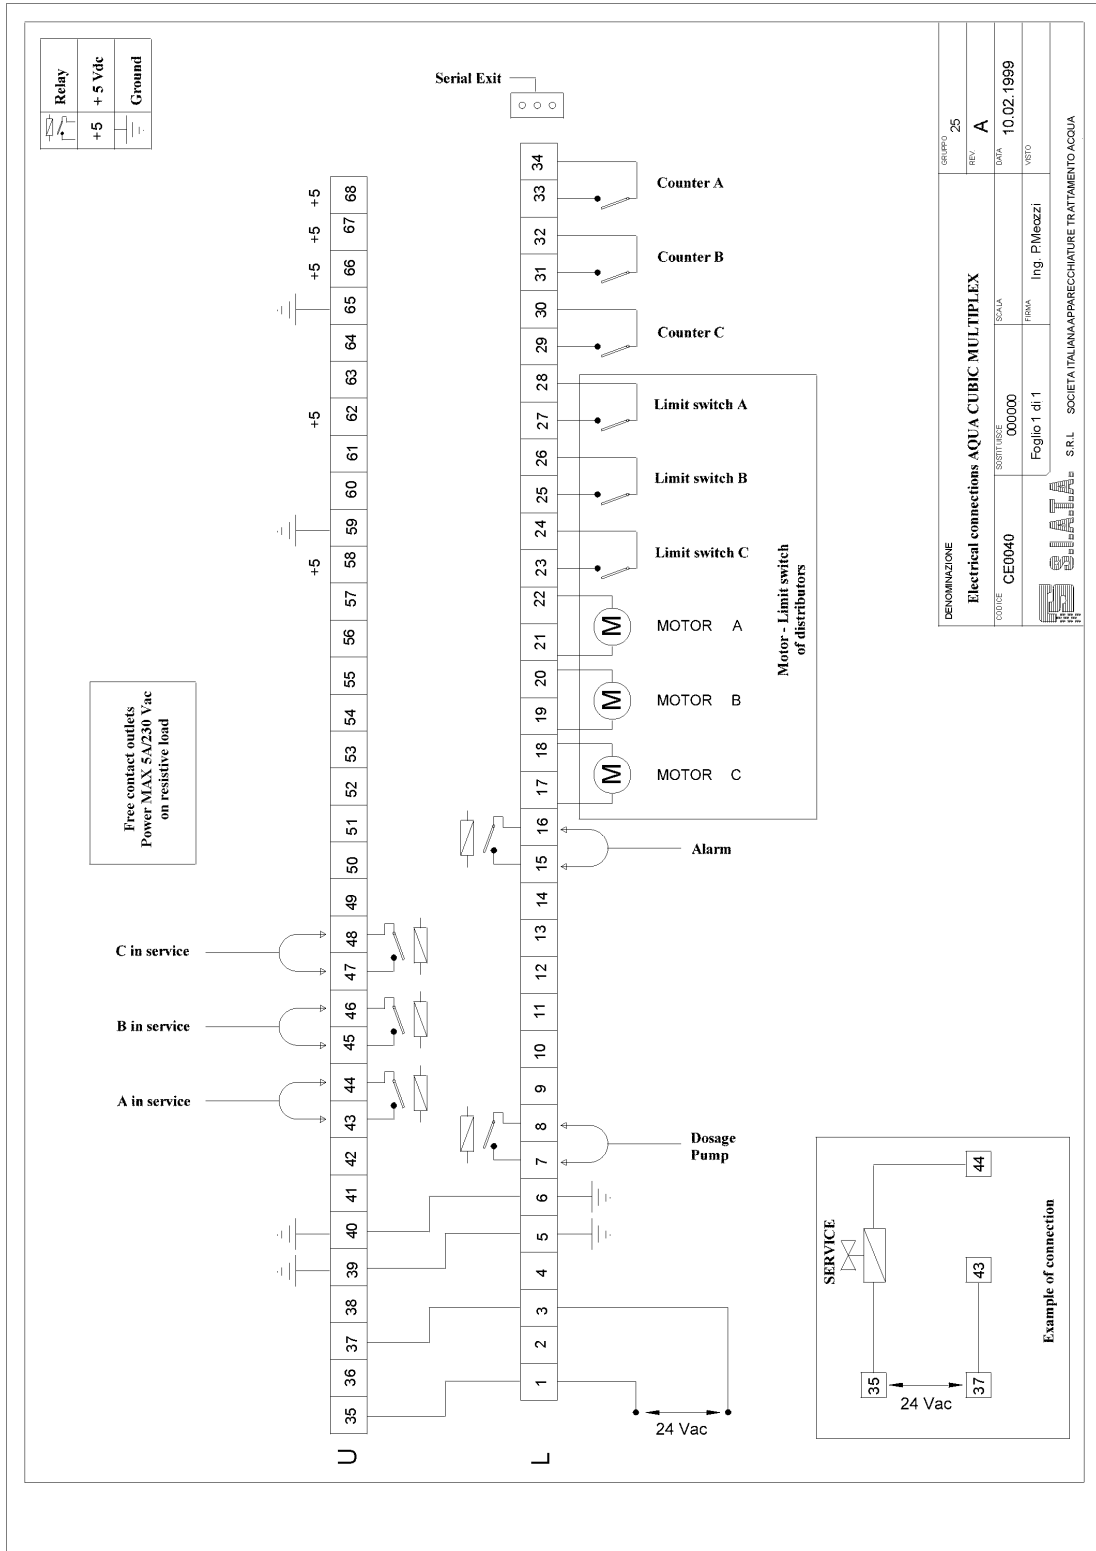 Relay
+5 + 5 Vdc
Ground
Serial Exit
34
33
32
31
30
29
28
27
26
25
24
23
22
21
20
19
18
17
16
15
14
13
12
11
10
9
8
7
6
5
4
3
2
1
L
Counter A
Counter B
Counter C
Limit switch A
Limit switch B
Limit switch C
M MOTOR A
M MOTOR B
M MOTOR C
Motor - Limit switch
of distributors
Alarm
Dosage
Pump
24 Vac
+5
+5
+5
+5
+5
68
67
66
65
64
63
62
61
60
59
58
57
56
55
54
53
52
51
50
49
48
47
46
45
44
43
42
41
40
39
38
37
36
35
U
Free contact outlets
Power MAX 5A/230 Vac
on resistive load
C in service
B in service
A in service
SERVICE
44
43
35
37
24 Vac
Example of connection
DENOMINAZIONE
Electrical connections AQUA CUBIC MULTIPLEX
GRUPPO 25
REV. A
CODICE CE0040
SOSTITUISCE 000000
SCALA
DATA 10.02.1999
Foglio 1 di 1
FIRMA Ing. P.Meozzi
VISTO
S.I.A.T.A. S.R.L SOCIETA ITALIANA APPARECCHIATURE TRATTAMENTO ACQUA